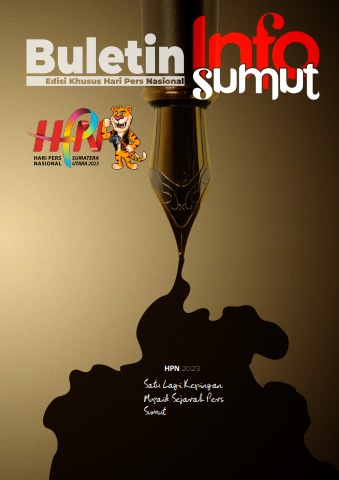 Buletin Info
Edisi Khusus Hari Pers Nasional sumut
HPN
HARI PERS SUMATERA
NASIONAL UTARA 2023
HPN 2023
Satu Lagi Kepingan
Mozaik Sejarah Pers
Sumut